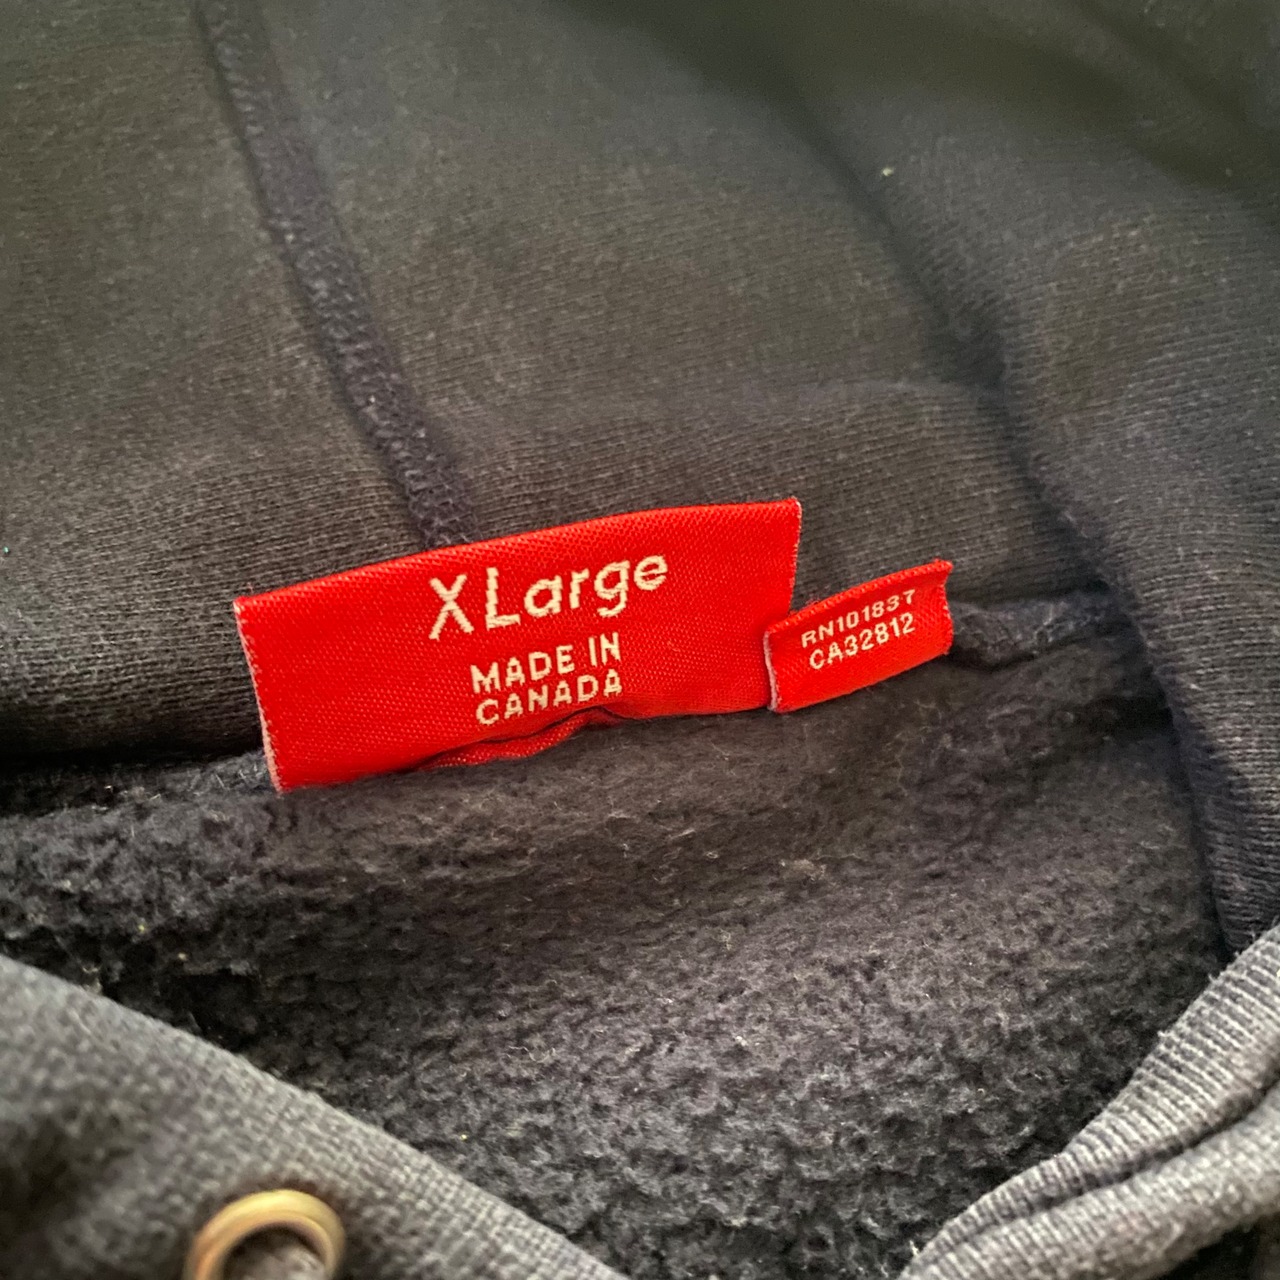 XLarge
MADE IN
CANADA
RN101837
CA32812